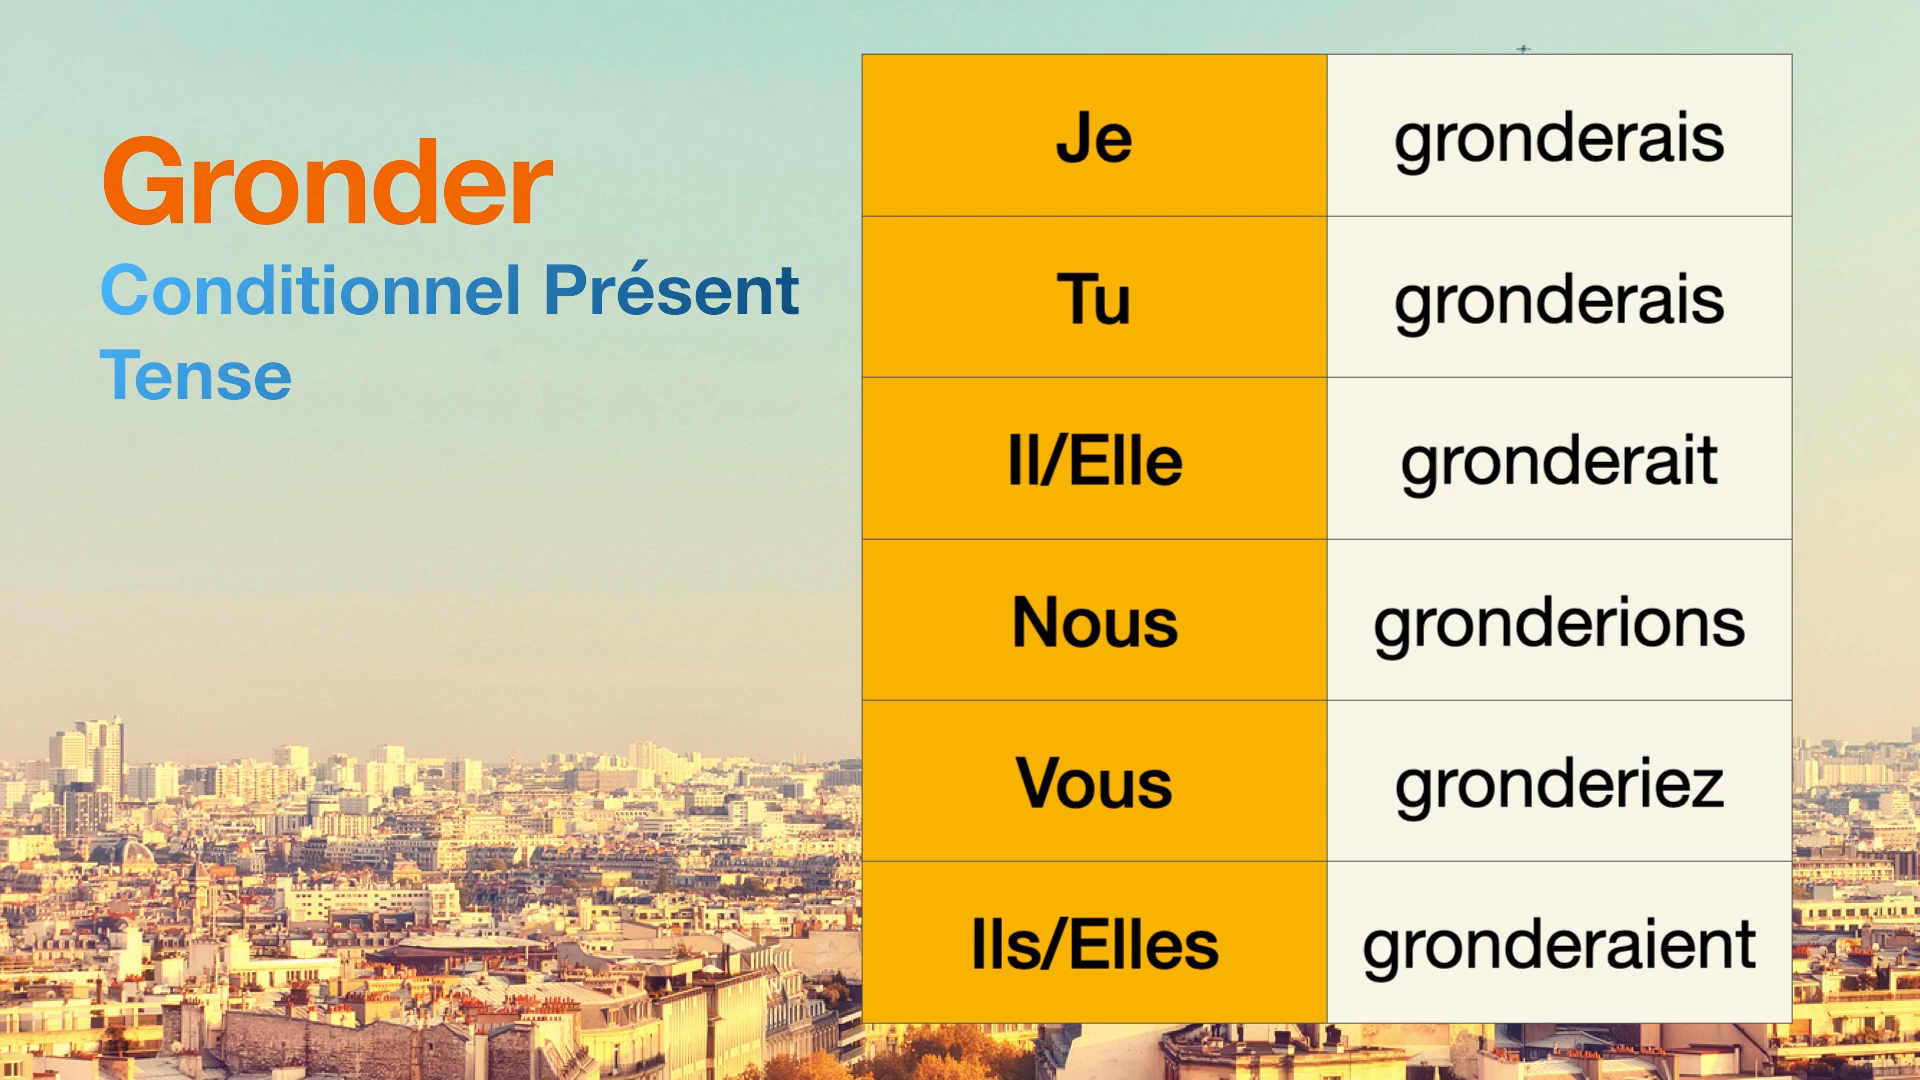 Gronder
Conditionnel Présent
Tense
Je gronderais
Tu gronderais
Il/Elle gronderait
Nous gronderions
Vous gronderiez
Ils/Elles gronderaient